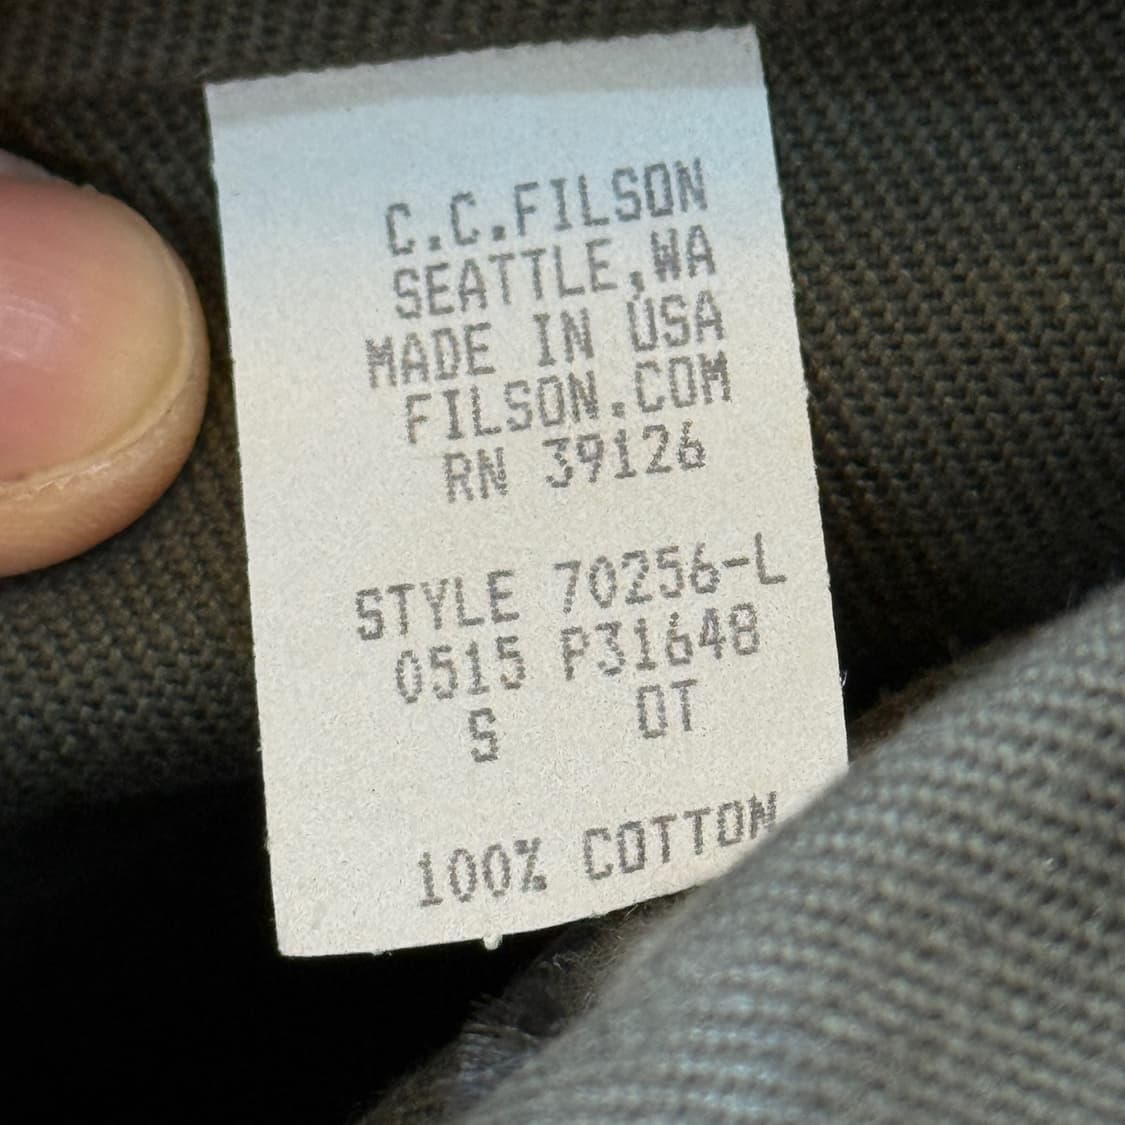 C.C.FILSON
SEATTLE,WA
MADE IN USA
FILSON.COM
RN 39126
STYLE 70256-L
0515 P31648
S OT
100% COTTON